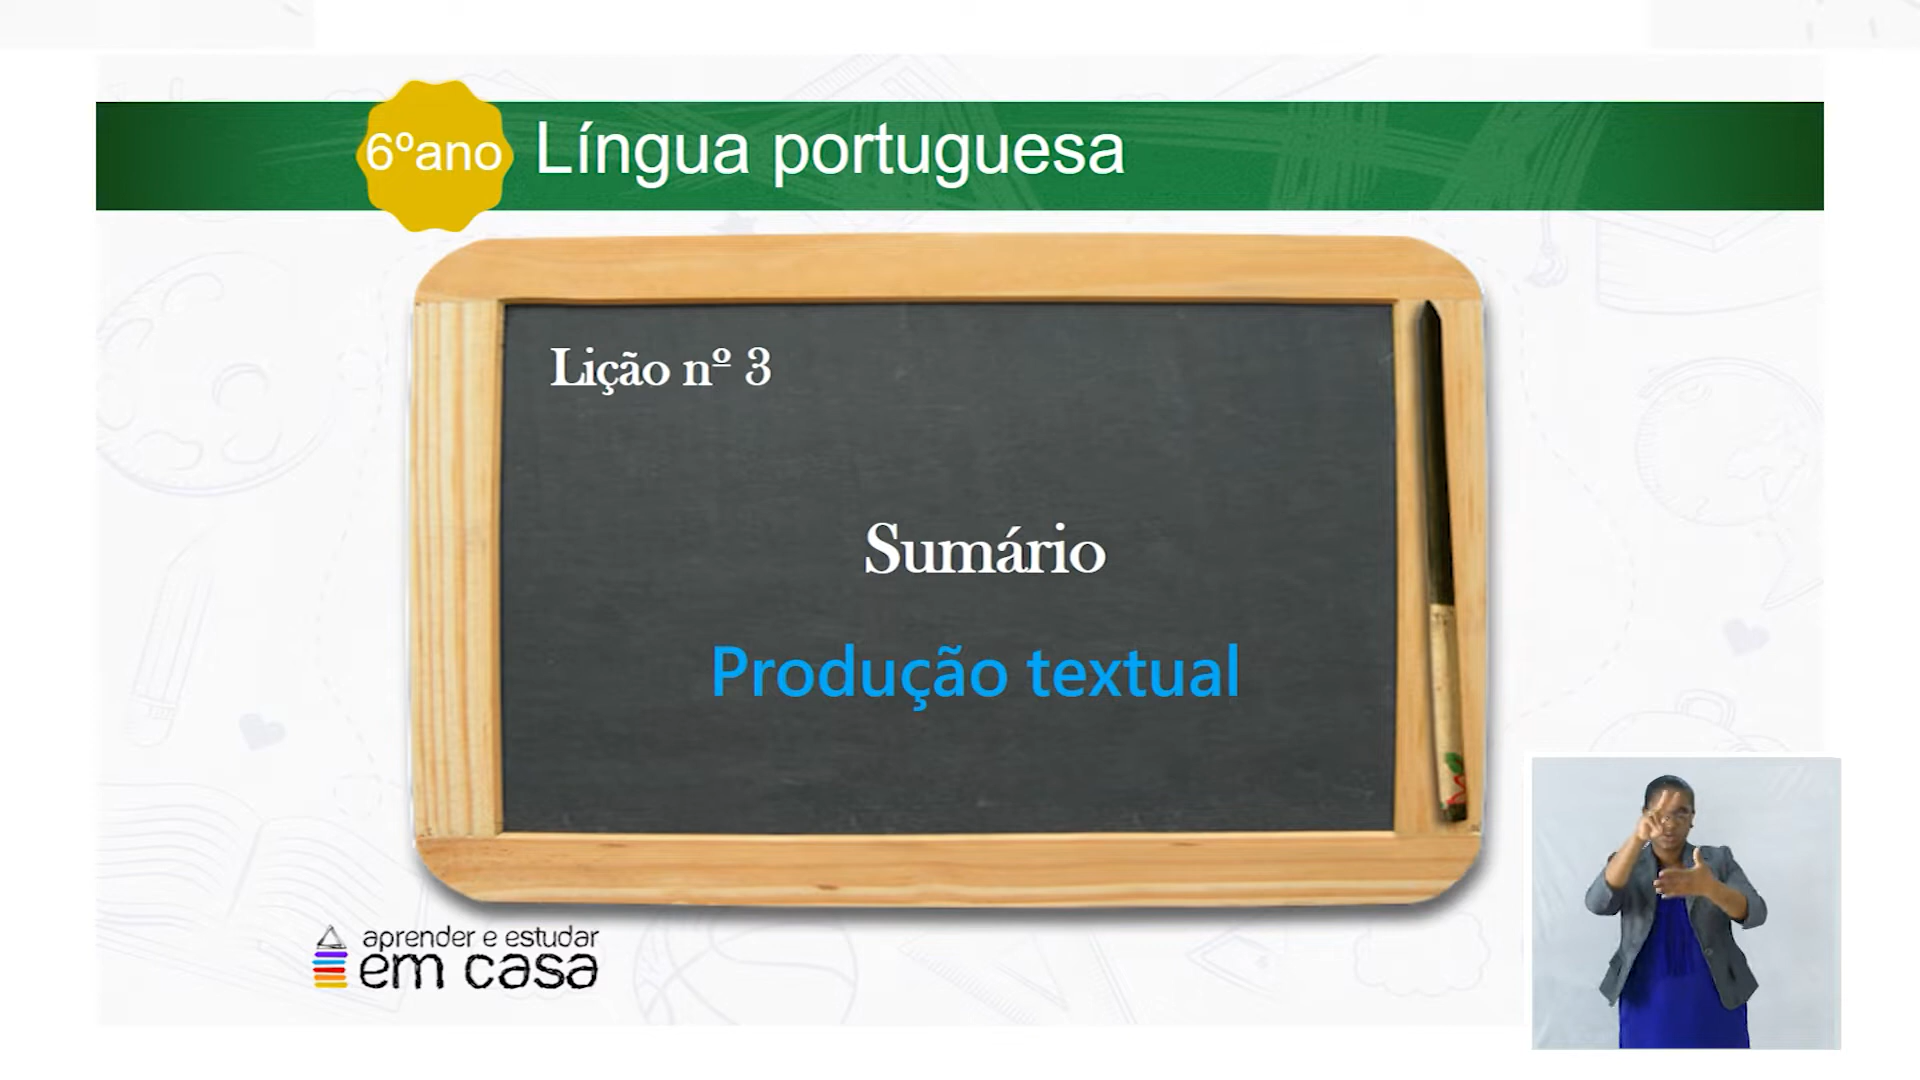 6ºano
Língua portuguesa
Lição nº 3
Sumário
Produção textual
aprender e estudar
em casa